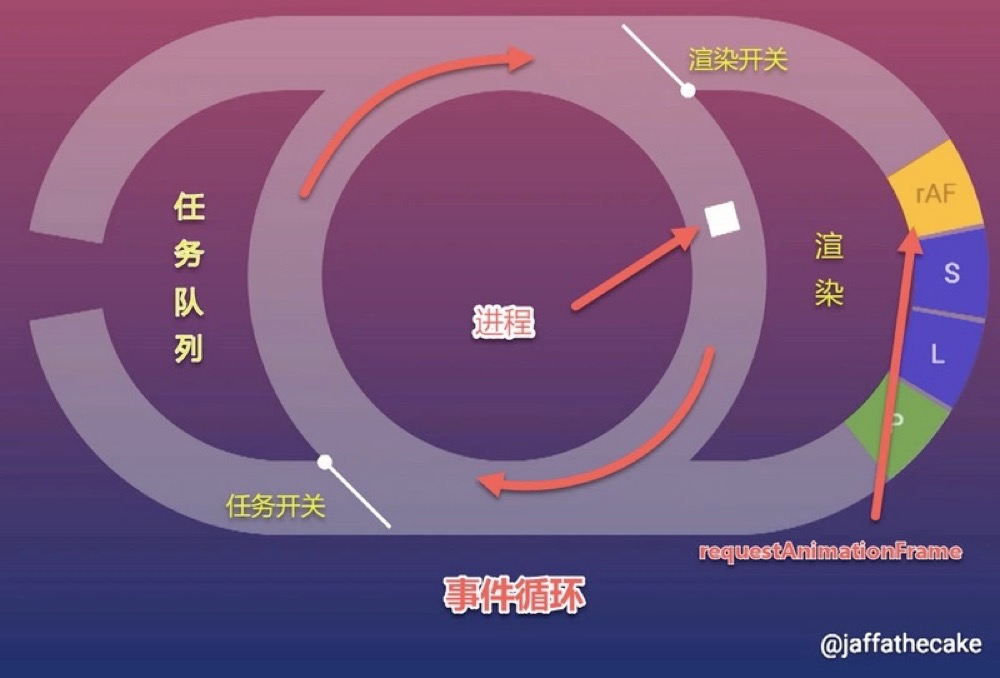 渲染开关
rAF
任务队列
S
渲染
进程
L
P
任务开关
requestAnimationFrame
事件循环
@jaffathecake